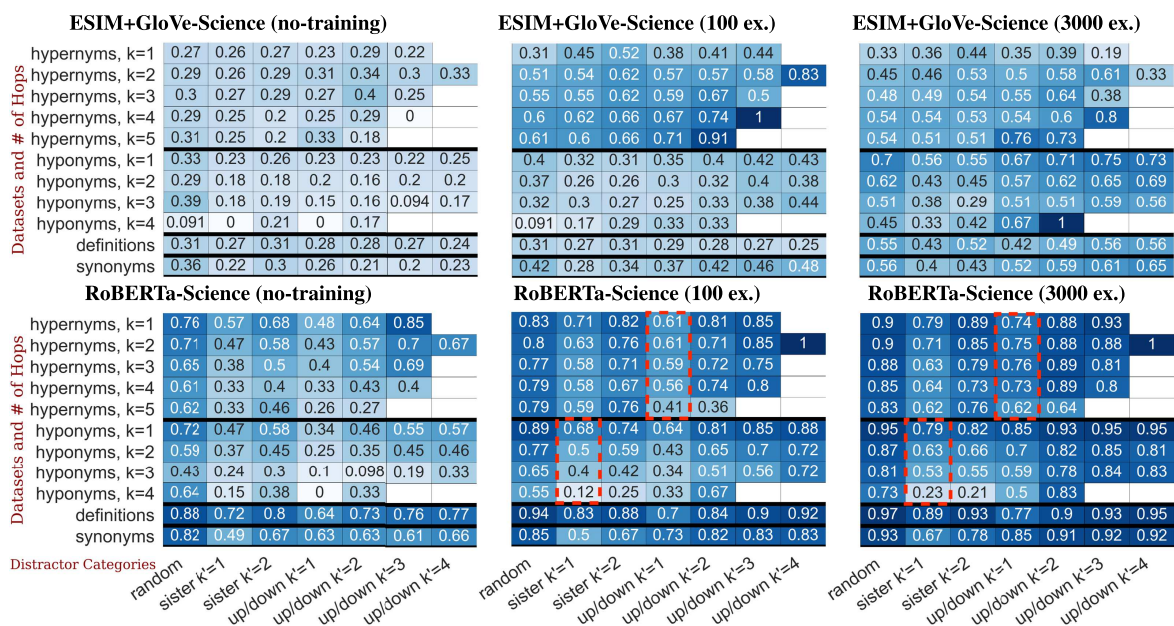 ESIM+GloVe-Science (no-training) ESIM+GloVe-Science (100 ex.) ESIM+GloVe-Science (3000 ex.)
Datasets and # of Hops
hypernyms, k=1 0.27 0.26 0.27 0.23 0.29 0.22 0.31 0.45 0.52 0.38 0.41 0.44 0.33 0.36 0.44 0.35 0.39 0.19
hypernyms, k=2 0.29 0.26 0.29 0.31 0.34 0.3 0.33 0.51 0.54 0.62 0.57 0.57 0.58 0.83 0.45 0.46 0.53 0.5 0.58 0.61 0.33
hypernyms, k=3 0.3 0.27 0.29 0.27 0.4 0.25 0.55 0.55 0.62 0.59 0.67 0.5 0.48 0.49 0.54 0.55 0.64 0.38
hypernyms, k=4 0.29 0.25 0.2 0.25 0.29 0 0.6 0.62 0.66 0.67 0.74 1 0.54 0.54 0.53 0.54 0.6 0.8
hypernyms, k=5 0.31 0.25 0.2 0.33 0.18 0.61 0.6 0.66 0.71 0.91 0.54 0.51 0.51 0.76 0.73
hyponyms, k=1 0.33 0.23 0.26 0.23 0.23 0.22 0.25 0.4 0.32 0.31 0.35 0.4 0.42 0.43 0.7 0.56 0.55 0.67 0.71 0.75 0.73
hyponyms, k=2 0.29 0.18 0.18 0.2 0.16 0.2 0.2 0.37 0.26 0.26 0.3 0.32 0.4 0.38 0.62 0.43 0.45 0.57 0.62 0.65 0.69
hyponyms, k=3 0.39 0.18 0.19 0.15 0.16 0.094 0.17 0.32 0.3 0.27 0.25 0.33 0.38 0.44 0.51 0.38 0.29 0.51 0.51 0.59 0.56
hyponyms, k=4 0.091 0 0.21 0 0.17 0.091 0.17 0.29 0.33 0.33 0.45 0.33 0.42 0.67 1
definitions 0.31 0.27 0.31 0.28 0.28 0.27 0.24 0.31 0.27 0.31 0.29 0.28 0.27 0.25 0.55 0.43 0.52 0.42 0.49 0.56 0.56
synonyms 0.36 0.22 0.3 0.26 0.21 0.2 0.23 0.42 0.28 0.34 0.37 0.42 0.46 0.48 0.56 0.4 0.43 0.52 0.59 0.61 0.65
RoBERTa-Science (no-training) RoBERTa-Science (100 ex.) RoBERTa-Science (3000 ex.)
Datasets and # of Hops
hypernyms, k=1 0.76 0.57 0.68 0.48 0.64 0.85 0.83 0.71 0.82 0.61 0.81 0.85 0.9 0.79 0.89 0.74 0.88 0.93
hypernyms, k=2 0.71 0.47 0.58 0.43 0.57 0.7 0.67 0.8 0.63 0.76 0.61 0.71 0.85 1 0.9 0.71 0.85 0.75 0.88 0.88 1
hypernyms, k=3 0.65 0.38 0.5 0.4 0.54 0.69 0.77 0.58 0.71 0.59 0.72 0.75 0.88 0.63 0.79 0.76 0.89 0.81
hypernyms, k=4 0.61 0.33 0.4 0.33 0.43 0.4 0.79 0.58 0.67 0.56 0.74 0.8 0.85 0.64 0.73 0.73 0.89 0.8
hypernyms, k=5 0.62 0.33 0.46 0.26 0.27 0.79 0.59 0.76 0.41 0.36 0.83 0.62 0.76 0.62 0.64
hyponyms, k=1 0.72 0.47 0.58 0.34 0.46 0.55 0.57 0.89 0.68 0.74 0.64 0.81 0.85 0.88 0.95 0.79 0.82 0.85 0.93 0.95 0.95
hyponyms, k=2 0.59 0.37 0.45 0.25 0.35 0.45 0.46 0.77 0.5 0.59 0.43 0.65 0.7 0.72 0.87 0.63 0.66 0.7 0.82 0.85 0.81
hyponyms, k=3 0.43 0.24 0.3 0.1 0.098 0.19 0.33 0.65 0.4 0.42 0.34 0.51 0.56 0.72 0.81 0.53 0.55 0.59 0.78 0.84 0.83
hyponyms, k=4 0.64 0.15 0.38 0 0.33 0.55 0.12 0.25 0.33 0.67 0.73 0.23 0.21 0.5 0.83
definitions 0.88 0.72 0.8 0.64 0.73 0.76 0.77 0.94 0.83 0.88 0.7 0.84 0.9 0.92 0.97 0.89 0.93 0.77 0.9 0.93 0.95
synonyms 0.82 0.49 0.67 0.63 0.63 0.61 0.66 0.85 0.5 0.67 0.72 0.82 0.83 0.83 0.93 0.67 0.78 0.85 0.91 0.92 0.92
Distractor Categories
random sister k'=1 sister k'=2 up/down k'=1 up/down k'=2 up/down k'=3 up/down k'=4 random sister k'=1 sister k'=2 up/down k'=1 up/down k'=2 up/down k'=3 up/down k'=4 random sister k'=1 sister k'=2 up/down k'=1 up/down k'=2 up/down k'=3 up/down k'=4